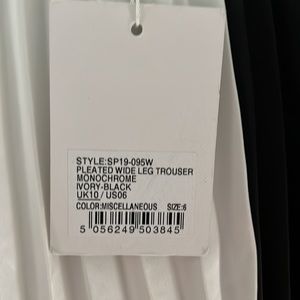 STYLE:SP19-095W
PLEATED WIDE LEG TROUSER
MONOCHROME
IVORY-BLACK
UK10 / US06
COLOR:MISCELLANEOUS SIZE:6
5 056249 503845